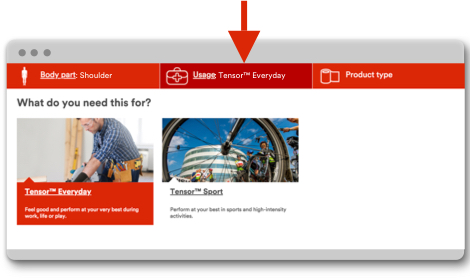 Body part: Shoulder
Usage: Tensor™ Everyday
Product type
What do you need this for?
Tensor™ Everyday
Tensor™ Sport
Feel good and perform at your very best during
work, life or play.
Perform at your best in sports and high-intensity
activities.